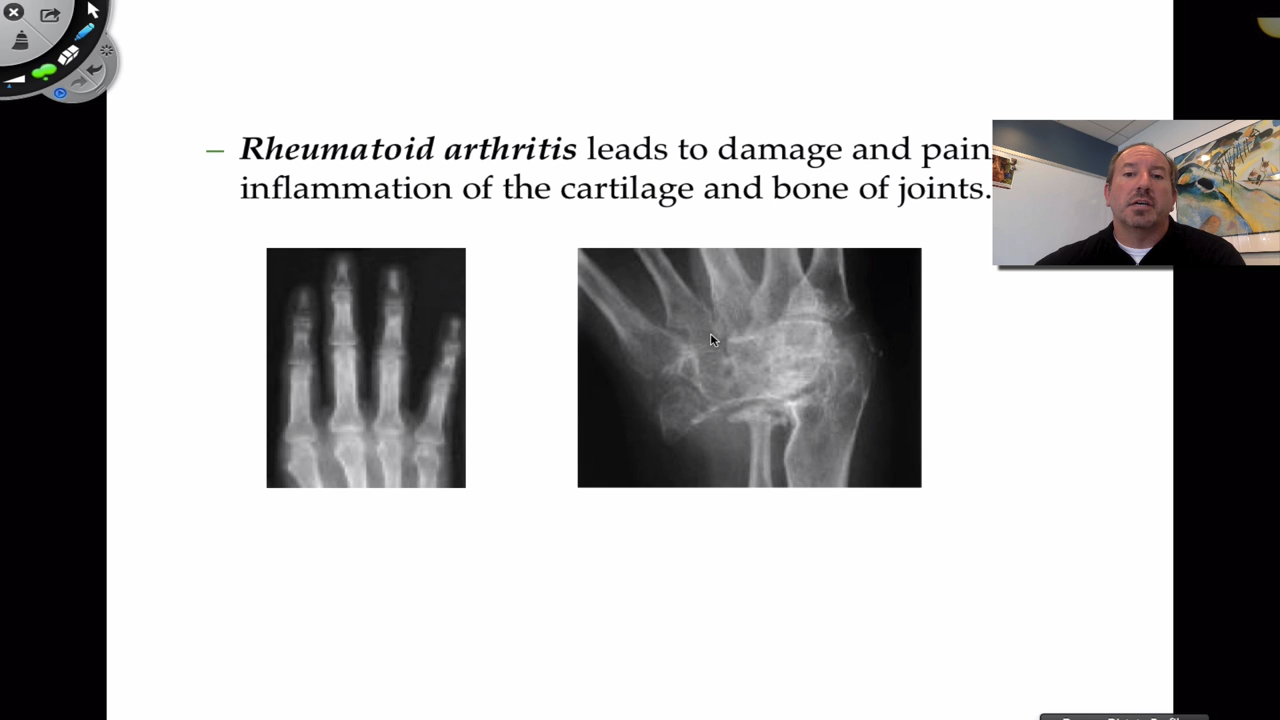 – Rheumatoid arthritis leads to damage and pain
inflammation of the cartilage and bone of joints.